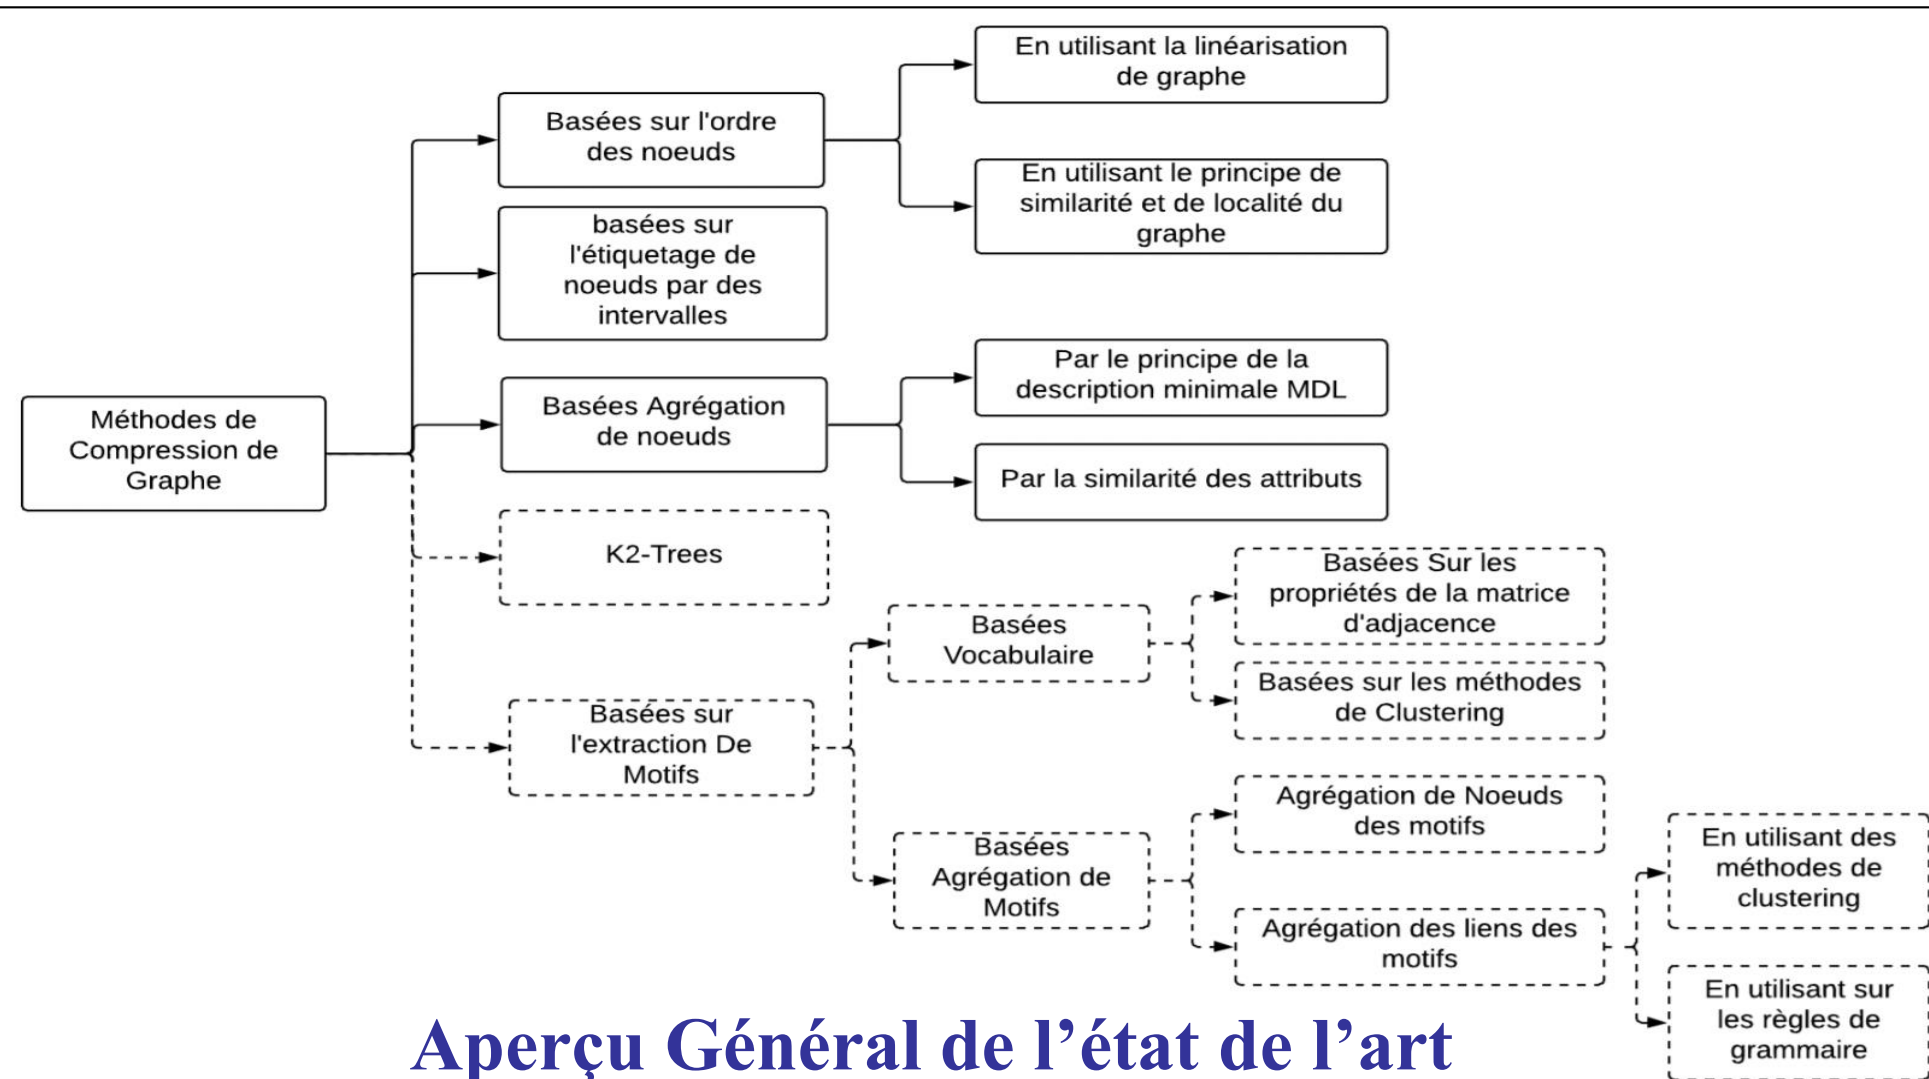 En utilisant la linéarisation
de graphe
Basées sur l'ordre
des noeuds
En utilisant le principe de
similarité et de localité du
graphe
basées sur
l'étiquetage de
noeuds par des
intervalles
Par le principe de la
description minimale MDL
Basées Agrégation
de noeuds
Méthodes de
Compression de
Graphe
Par la similarité des attributs
K2-Trees
Basées Sur les
propriétés de la matrice
d'adjacence
Basées
Vocabulaire
Basées sur les méthodes
de Clustering
Basées sur
l'extraction De
Motifs
Agrégation de Noeuds
des motifs
Basées
Agrégation de
Motifs
En utilisant des
méthodes de
clustering
Agrégation des liens des
motifs
En utilisant sur
les règles de
grammaire
Aperçu Général de l’état de l’art